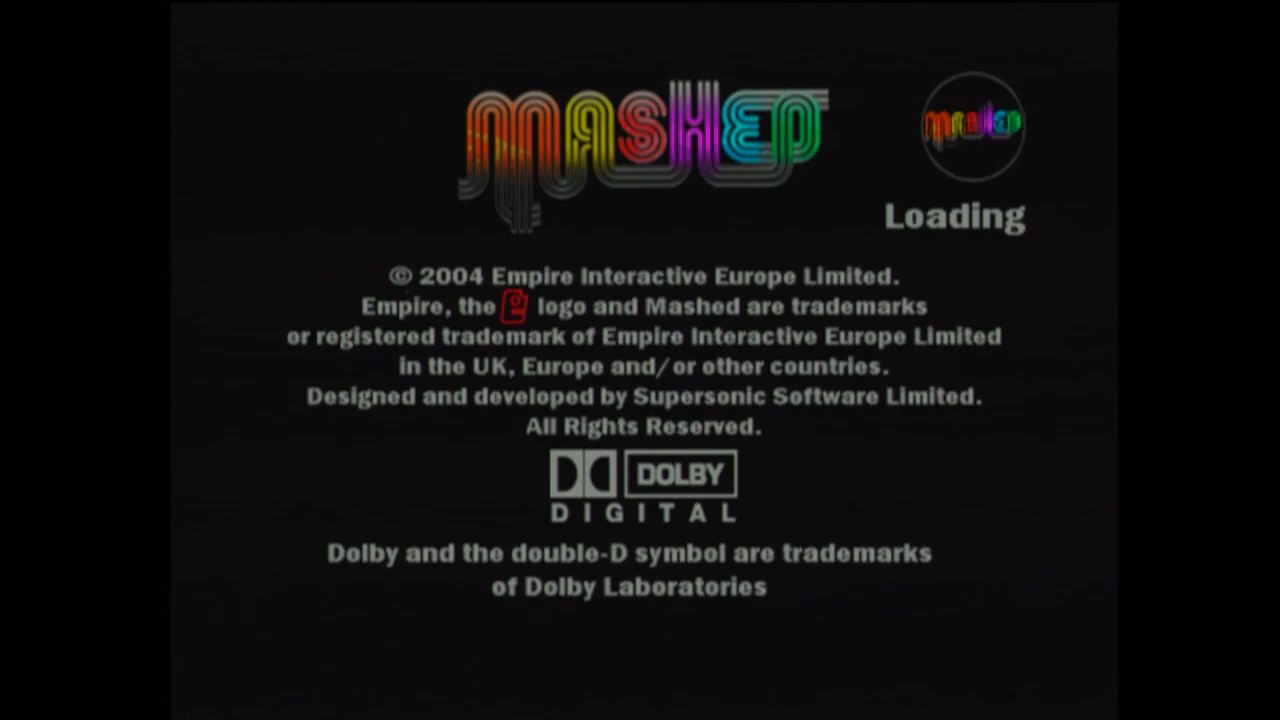 MASHED
MASHED
Loading
© 2004 Empire Interactive Europe Limited.
Empire, the logo and Mashed are trademarks
or registered trademark of Empire Interactive Europe Limited
in the UK, Europe and/or other countries.
Designed and developed by Supersonic Software Limited.
All Rights Reserved.
DOLBY
DIGITAL
Dolby and the double-D symbol are trademarks
of Dolby Laboratories